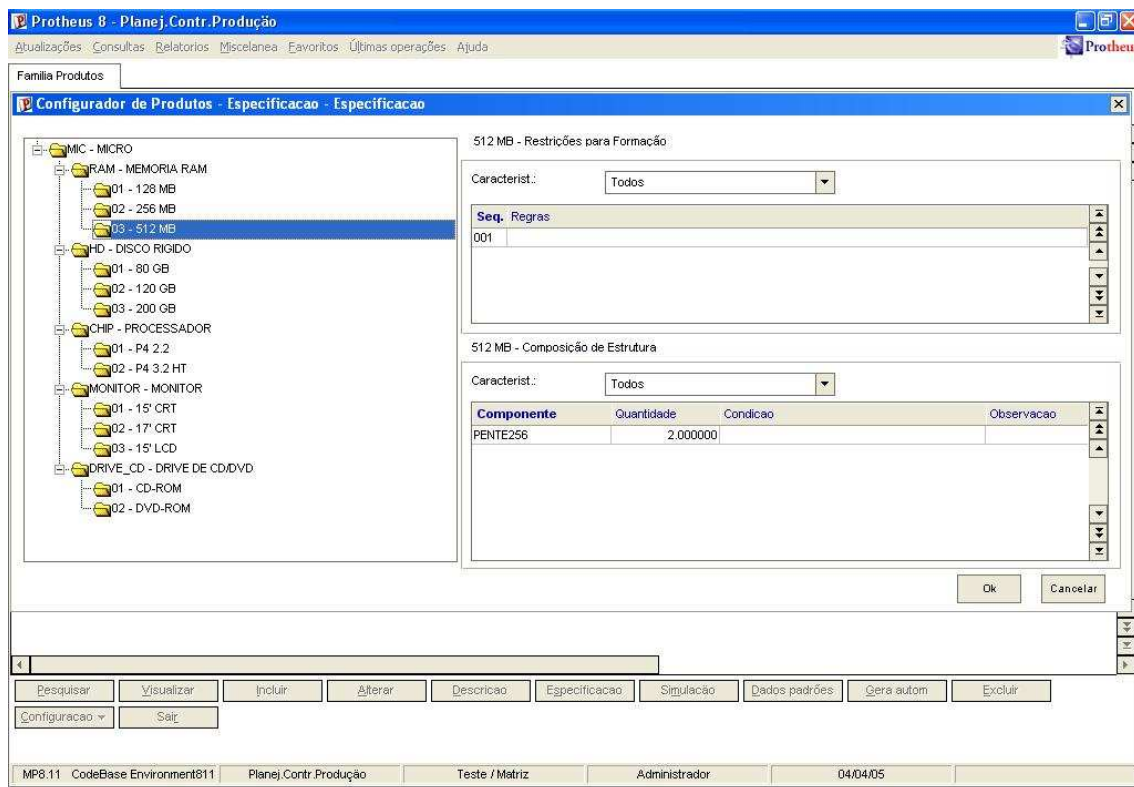 Protheus 8 - Planej.Contr.Produção
Atualizações Consultas Relatorios Miscelanea Favoritos Últimas operações Ajuda
Protheu
Familia Produtos
Configurador de Produtos - Especificacao - Especificacao
MIC - MICRO
RAM - MEMORIA RAM
01 - 128 MB
02 - 256 MB
03 - 512 MB
HD - DISCO RIGIDO
01 - 80 GB
02 - 120 GB
03 - 200 GB
CHIP - PROCESSADOR
01 - P4 2.2
02 - P4 3.2 HT
MONITOR - MONITOR
01 - 15' CRT
02 - 17' CRT
03 - 15' LCD
DRIVE_CD - DRIVE DE CD/DVD
01 - CD-ROM
02 - DVD-ROM
512 MB - Restrições para Formação
Caracterist.: Todos
Seq. Regras
001
512 MB - Composição de Estrutura
Caracterist.: Todos
Componente Quantidade Condicao Observacao
PENTE256 2.000000
Ok Cancelar
Pesquisar Visualizar Incluir Alterar Descricao Especificacao Simulacão Dados padrões Gera autom Excluir
Configuracao Sair
MP8.11 CodeBase Environment811 Planej.Contr.Produção Teste / Matriz Administrador 04/04/05